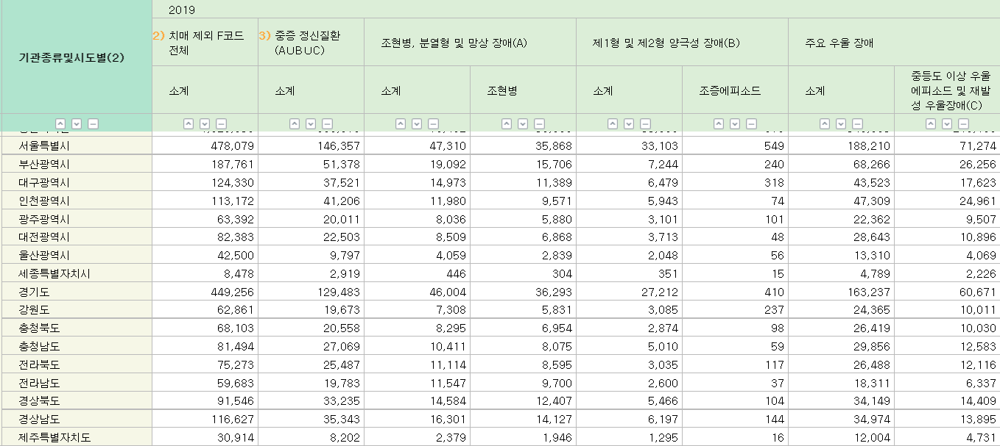 2019
기관종류및시도별(2)
2) 치매 제외 F코드 전체
3) 중증 정신질환 (AUBUC)
조현병, 분열형 및 망상 장애(A)
제1형 및 제2형 양극성 장애(B)
주요 우울 장애
소계 소계 소계 조현병 소계 조증에피소드 소계 중등도 이상 우울 에피소드 및 재발성 우울장애(C)
서울특별시 478,079 146,357 47,310 35,868 33,103 549 188,210 71,274
부산광역시 187,761 51,378 19,092 15,706 7,244 240 68,266 26,256
대구광역시 124,330 37,521 14,973 11,389 6,479 318 43,523 17,623
인천광역시 113,172 41,206 11,980 9,571 5,943 74 47,309 24,961
광주광역시 63,392 20,011 8,036 5,880 3,101 101 22,362 9,507
대전광역시 82,383 22,503 8,509 6,868 3,713 48 28,643 10,896
울산광역시 42,500 9,797 4,059 2,839 2,048 56 13,310 4,069
세종특별자치시 8,478 2,919 446 304 351 15 4,789 2,226
경기도 449,256 129,483 46,004 36,293 27,212 410 163,237 60,671
강원도 62,861 19,673 7,308 5,831 3,085 237 24,365 10,011
충청북도 68,103 20,558 8,295 6,954 2,874 98 26,419 10,030
충청남도 81,494 27,069 10,411 8,075 5,010 59 29,856 12,583
전라북도 75,273 25,487 11,114 8,595 3,035 117 26,488 12,116
전라남도 59,683 19,783 11,547 9,700 2,600 37 18,311 6,337
경상북도 91,546 33,235 14,584 12,407 5,466 104 34,149 14,409
경상남도 116,627 35,343 16,301 14,127 6,197 144 34,974 13,895
제주특별자치도 30,914 8,202 2,379 1,946 1,295 16 12,004 4,731